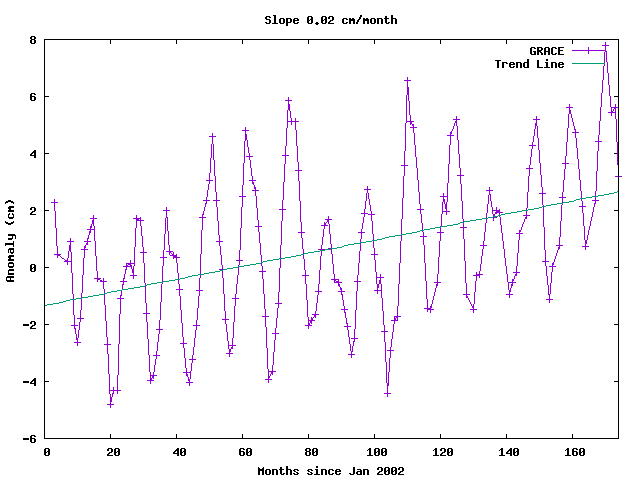 Slope 0.02 cm/month
GRACE
Trend Line
8
6
4
2
0
-2
-4
-6
Anomaly (cm)
0 20 40 60 80 100 120 140 160
Months since Jan 2002